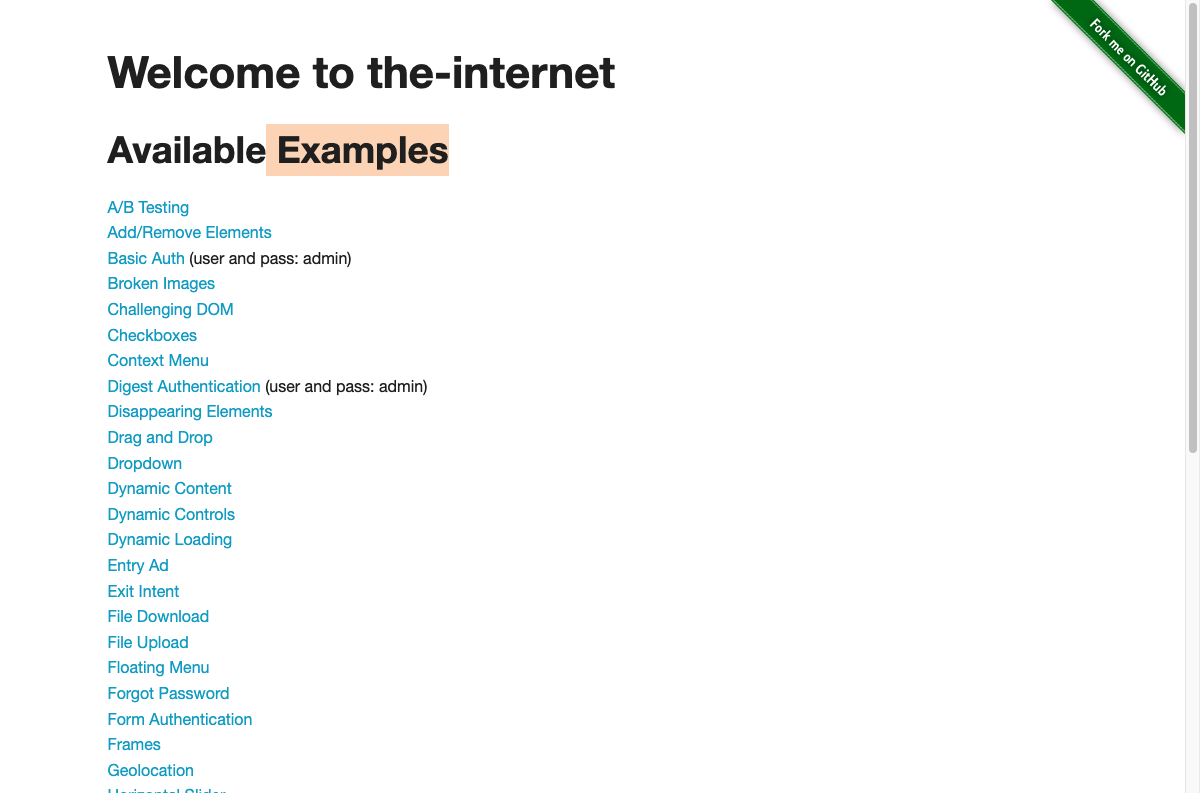 Fork me on GitHub
Welcome to the-internet
Available Examples
A/B Testing
Add/Remove Elements
Basic Auth (user and pass: admin)
Broken Images
Challenging DOM
Checkboxes
Context Menu
Digest Authentication (user and pass: admin)
Disappearing Elements
Drag and Drop
Dropdown
Dynamic Content
Dynamic Controls
Dynamic Loading
Entry Ad
Exit Intent
File Download
File Upload
Floating Menu
Forgot Password
Form Authentication
Frames
Geolocation
Horizontal Slider